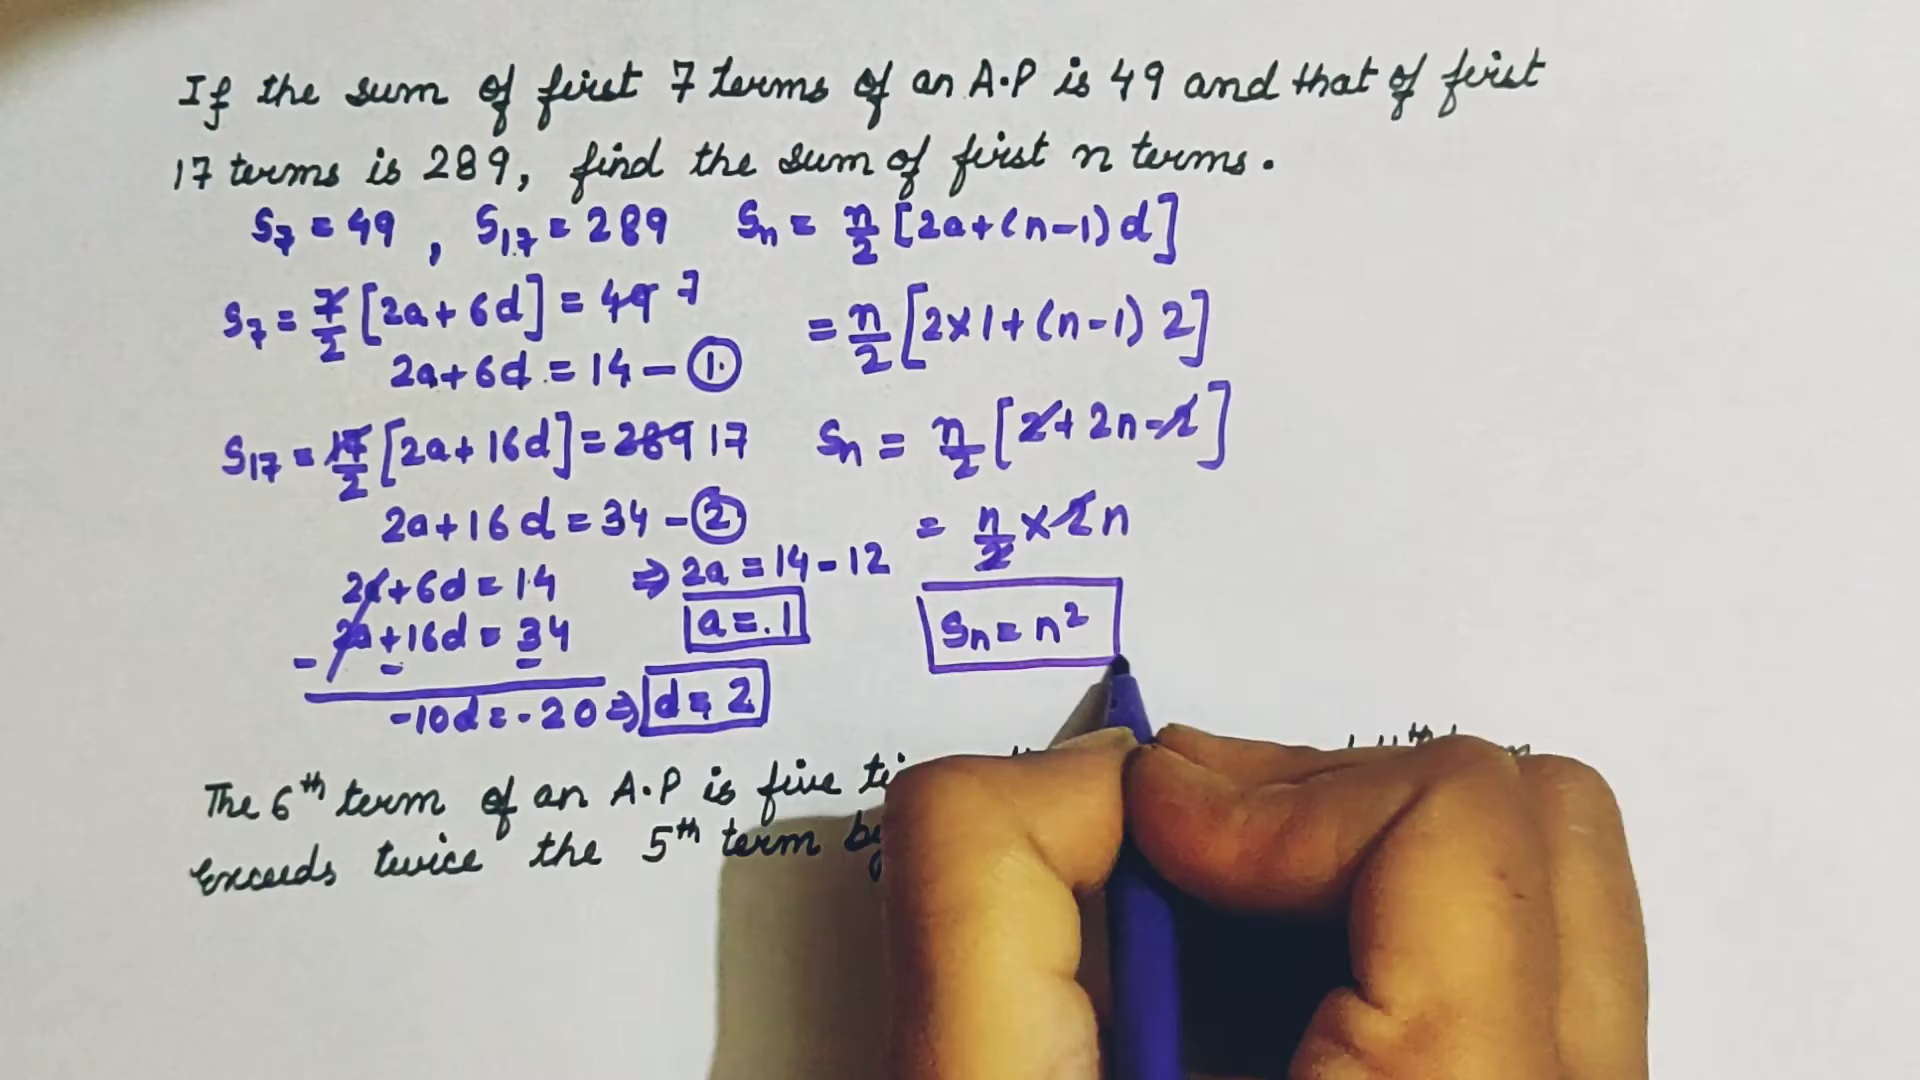 If the sum of first 7 terms of an A.P is 49 and that of first
17 terms is 289, find the sum of first n terms.
S₇ = 49 , S₁₇ = 289
S₇ = 7/2 [2a + 6d] = 49 7
2a + 6d = 14 — ①
S₁₇ = 17/2 [2a + 16d] = 289 17
2a + 16d = 34 - ②
2a + 6d = 14
2a + 16d = 34
- - -
-10d = -20 ⇒ d = 2
⇒ 2a = 14 - 12
a = 1
Sₙ = n/2 [2a + (n-1) d]
= n/2 [2 × 1 + (n-1) 2]
Sₙ = n/2 [2 + 2n - 2]
= n/2 × 2n
Sₙ = n²
The 6th term of an A.P is five
exceeds twice the 5th term